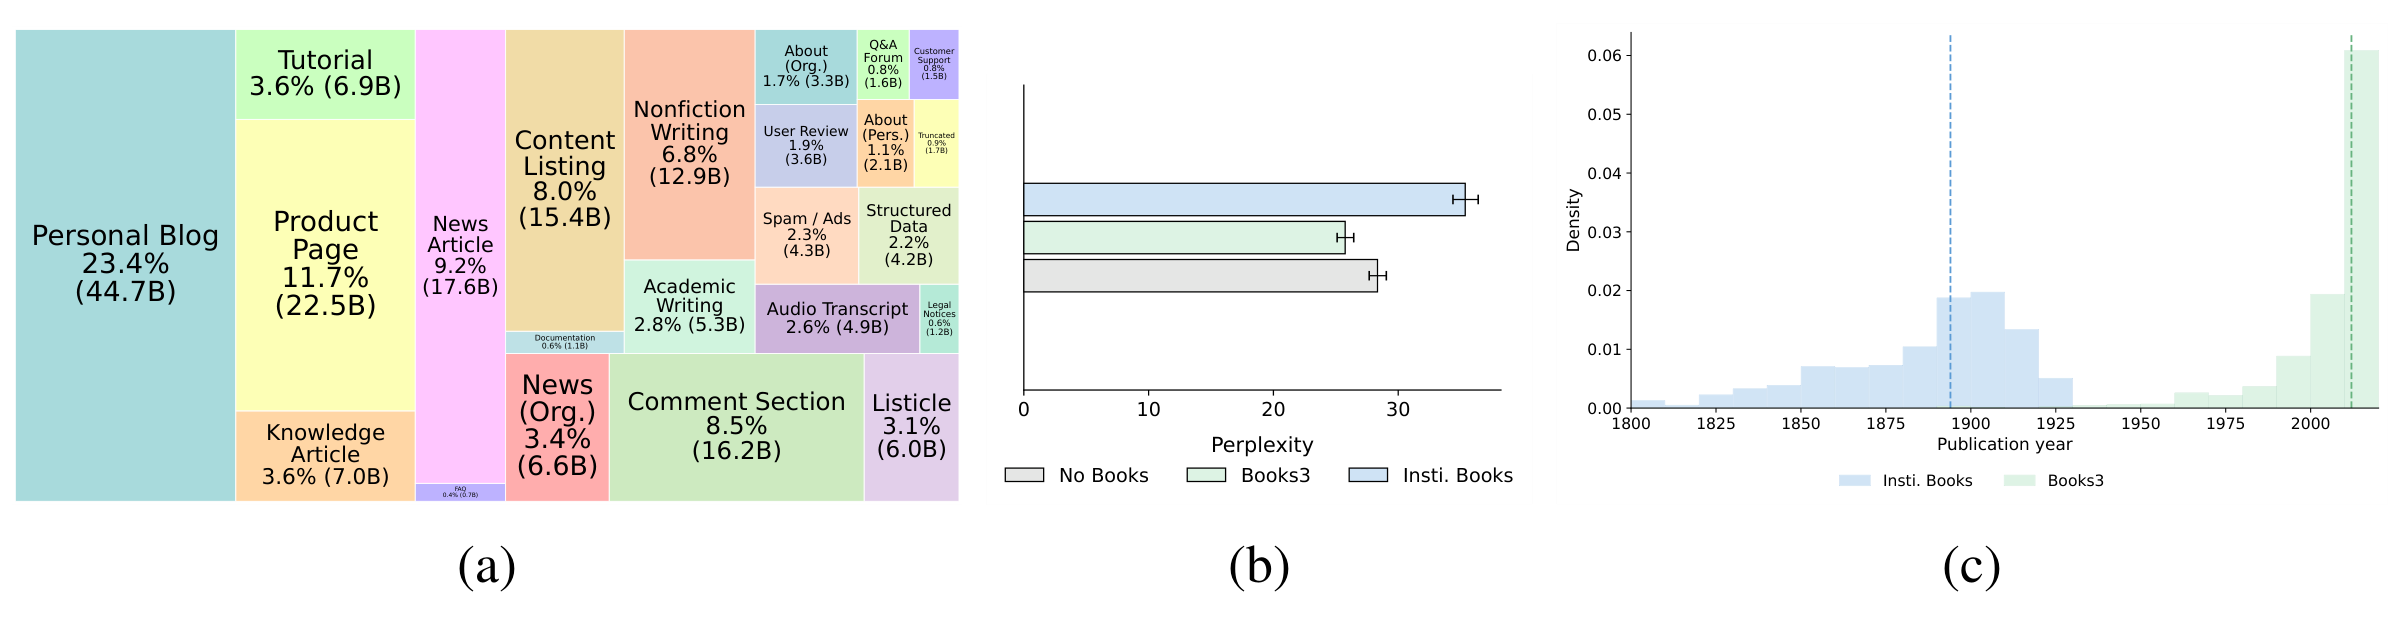 Personal Blog
23.4%
(44.7B)
Tutorial
3.6% (6.9B)
Product
Page
11.7%
(22.5B)
Knowledge
Article
3.6% (7.0B)
News
Article
9.2%
(17.6B)
FAQ
0.4% (0.7B)
Content
Listing
8.0%
(15.4B)
Documentation
0.6% (1.1B)
News
(Org.)
3.4%
(6.6B)
Nonfiction
Writing
6.8%
(12.9B)
Academic
Writing
2.8% (5.3B)
Comment Section
8.5%
(16.2B)
Listicle
3.1%
(6.0B)
About
(Org.)
1.7% (3.3B)
Q&A
Forum
0.8%
(1.6B)
Customer
Support
0.8%
(1.5B)
User Review
1.9%
(3.6B)
About
(Pers.)
1.1%
(2.1B)
Truncated
0.9%
(1.7B)
Spam / Ads
2.3%
(4.3B)
Structured
Data
2.2%
(4.2B)
Audio Transcript
2.6% (4.9B)
Legal
Notices
0.6%
(1.2B)
(a)
0 10 20 30
Perplexity
No Books Books3 Insti. Books
(b)
0.06
0.05
0.04
0.03
0.02
0.01
0.00
Density
1800 1825 1850 1875 1900 1925 1950 1975 2000
Publication year
Insti. Books Books3
(c)